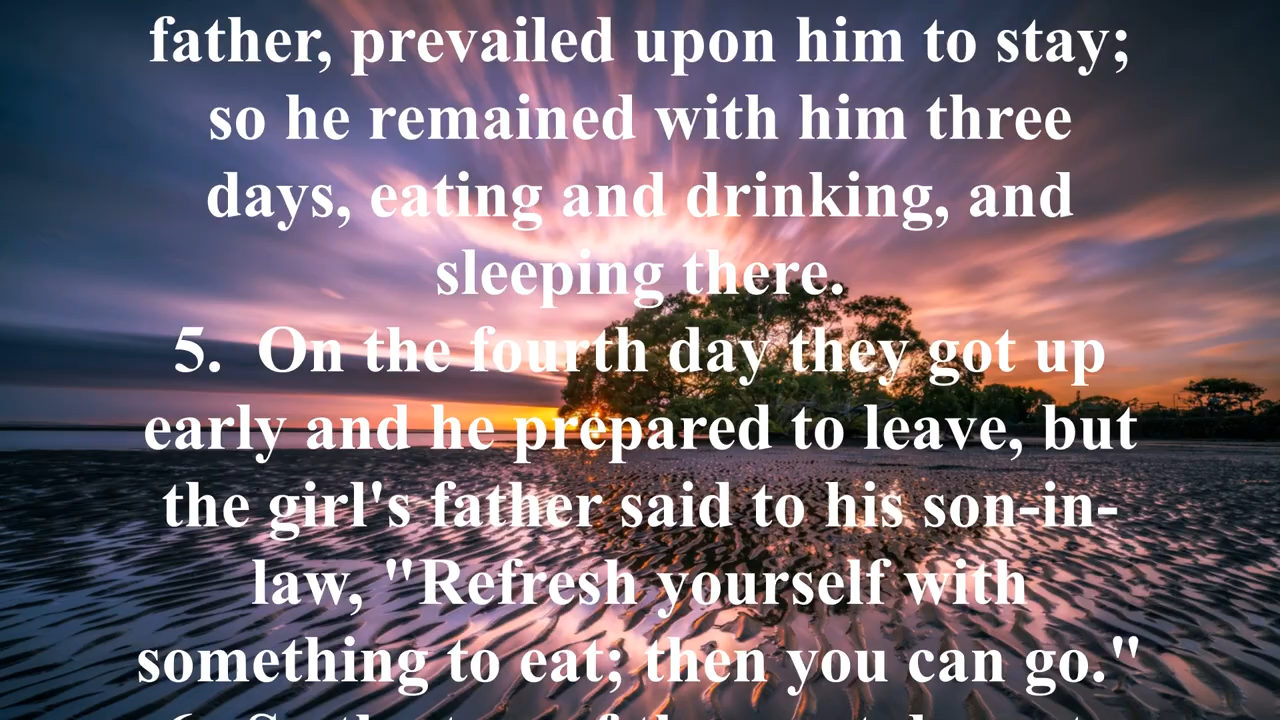 father, prevailed upon him to stay;
so he remained with him three
days, eating and drinking, and
sleeping there.
5.  On the fourth day they got up
early and he prepared to leave, but
the girl's father said to his son-in-
law, "Refresh yourself with
something to eat; then you can go."